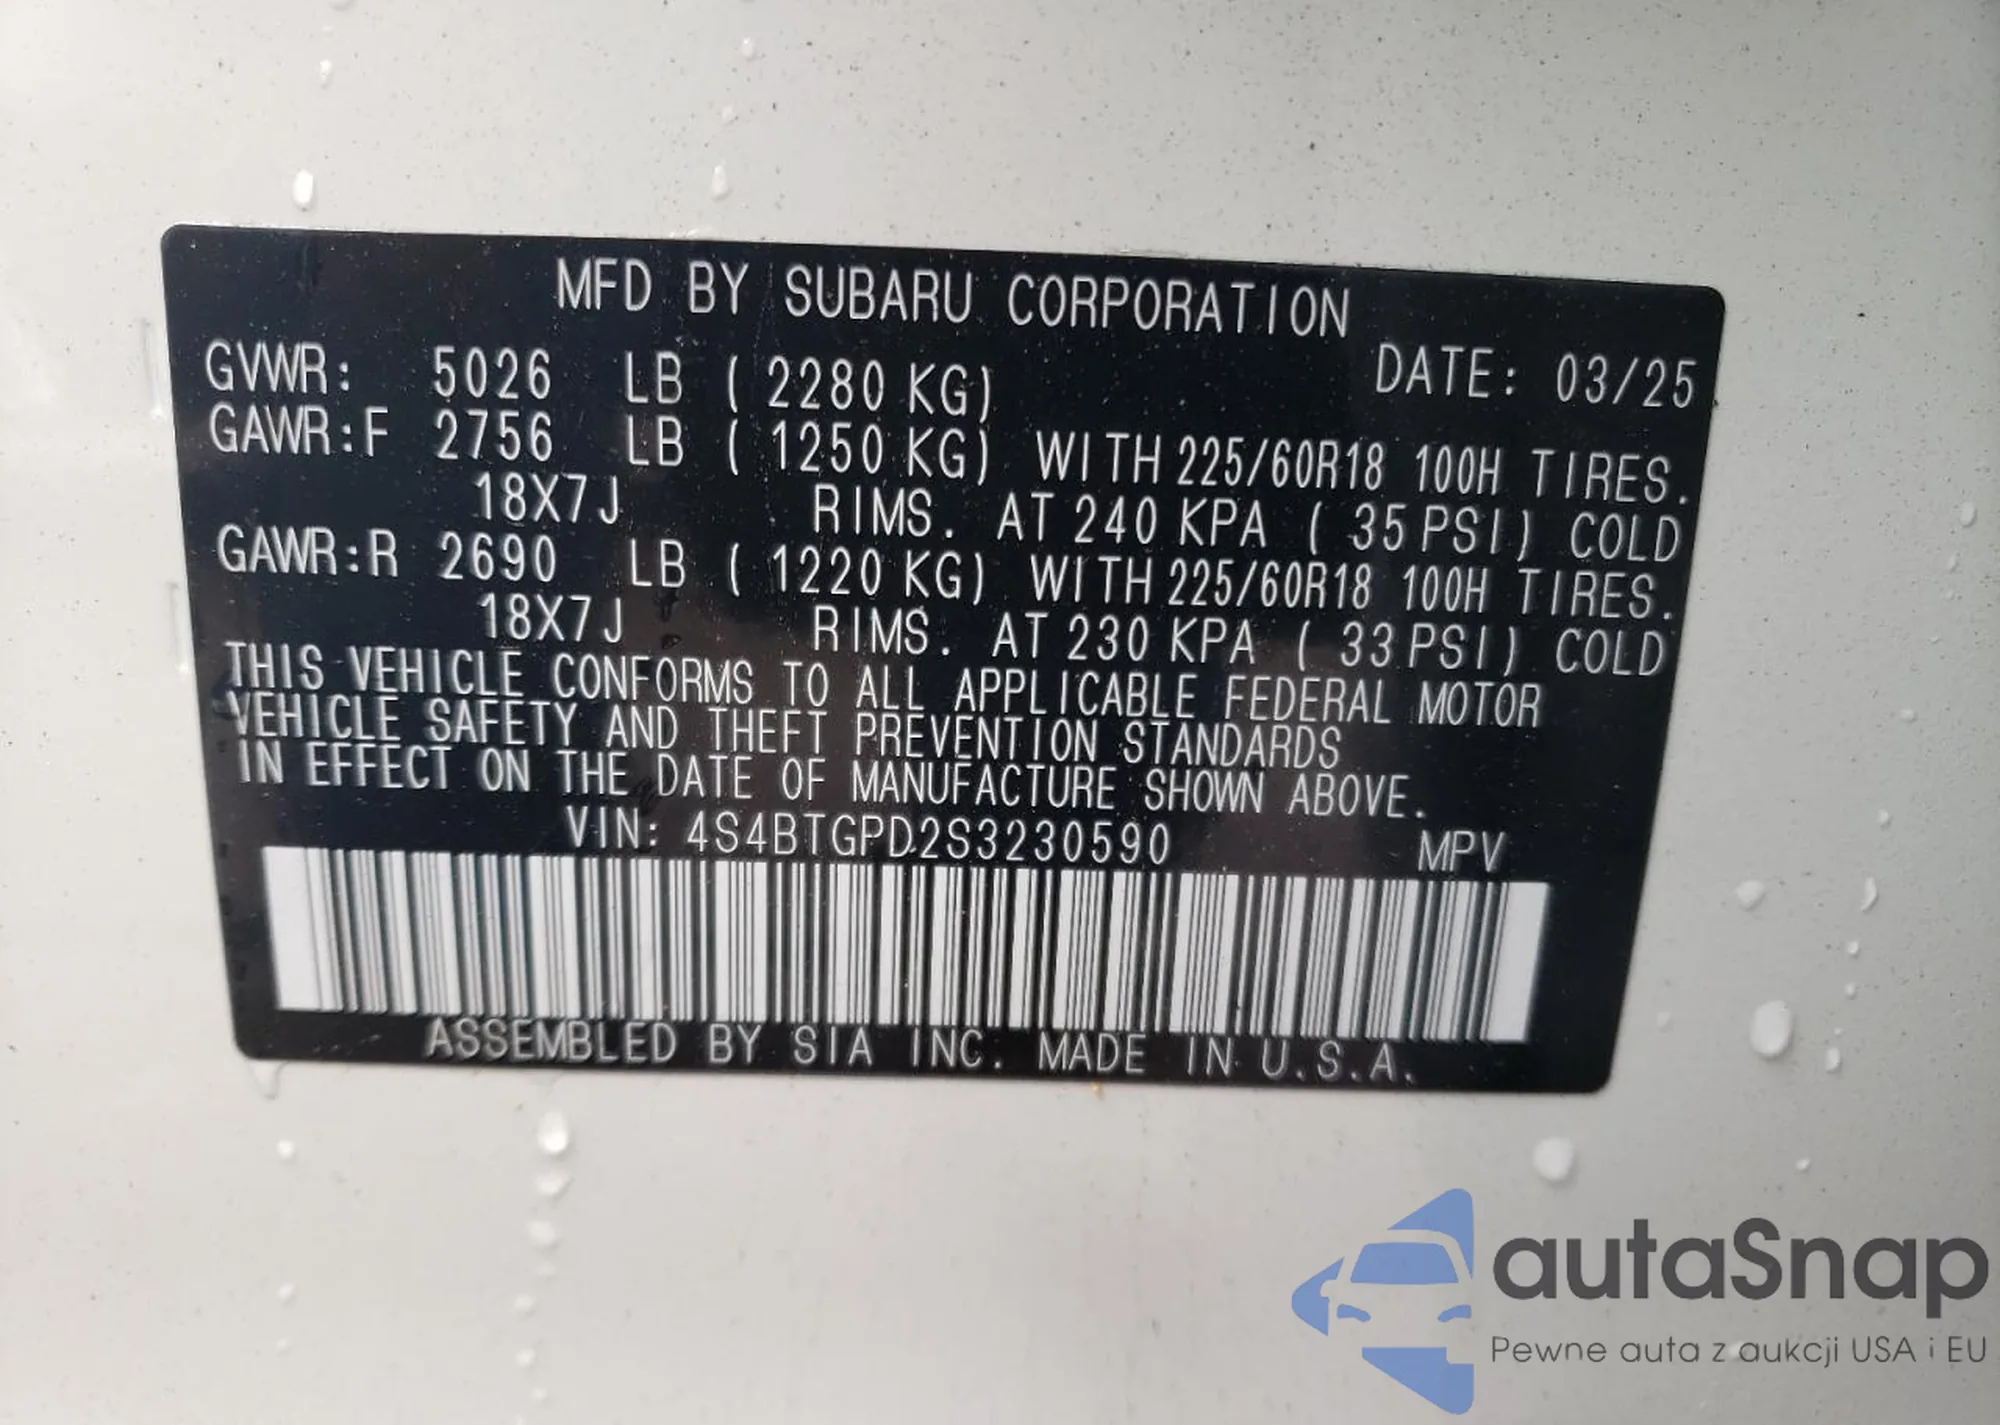 MFD BY SUBARU CORPORATION
GVWR: 5026 LB ( 2280 KG) DATE: 03/25
GAWR:F 2756 LB ( 1250 KG) WITH 225/60R18 100H TIRES.
18X7J RIMS. AT 240 KPA ( 35 PSI) COLD
GAWR:R 2690 LB ( 1220 KG) WITH 225/60R18 100H TIRES.
18X7J RIMS. AT 230 KPA ( 33 PSI) COLD
THIS VEHICLE CONFORMS TO ALL APPLICABLE FEDERAL MOTOR
VEHICLE SAFETY AND THEFT PREVENTION STANDARDS
IN EFFECT ON THE DATE OF MANUFACTURE SHOWN ABOVE.
VIN: 4S4BTGPD2S3230590 MPV
ASSEMBLED BY SIA INC. MADE IN U.S.A.
autaSnap
Pewne auta z aukcji USA i EU